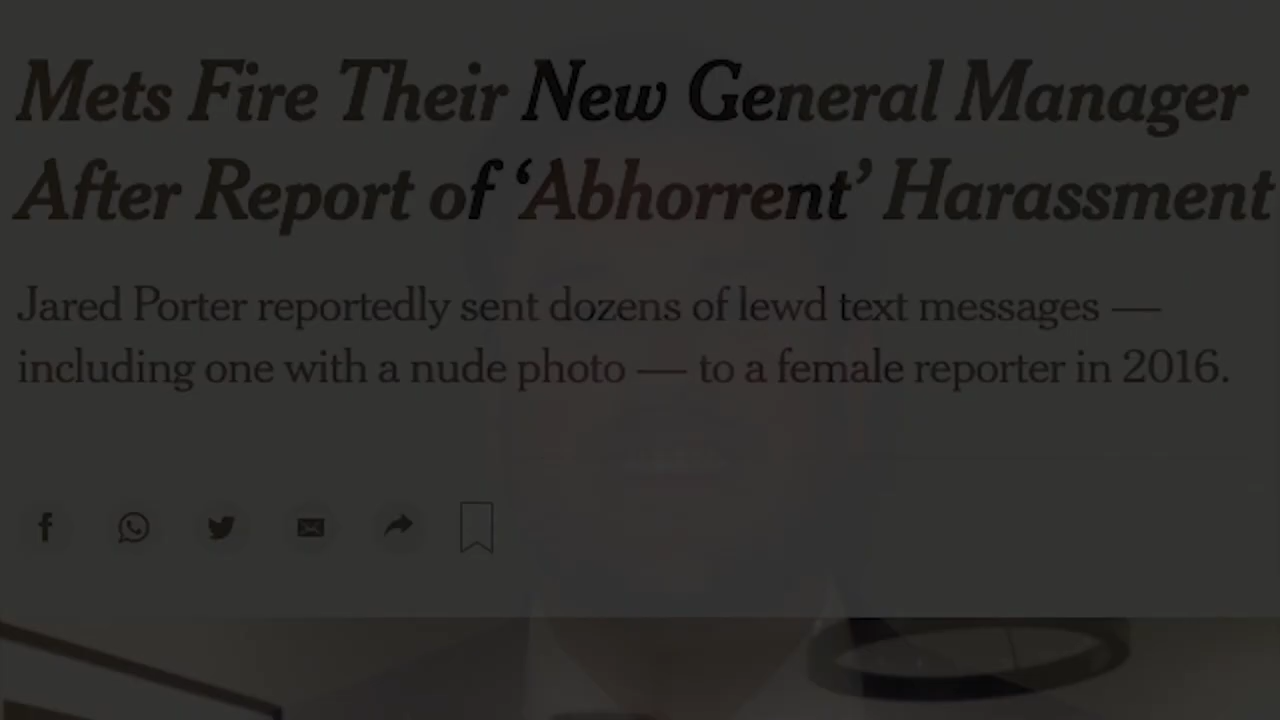 Mets Fire Their New General Manager
After Report of ‘Abhorrent’ Harassment
Jared Porter reportedly sent dozens of lewd text messages —
including one with a nude photo — to a female reporter in 2016.